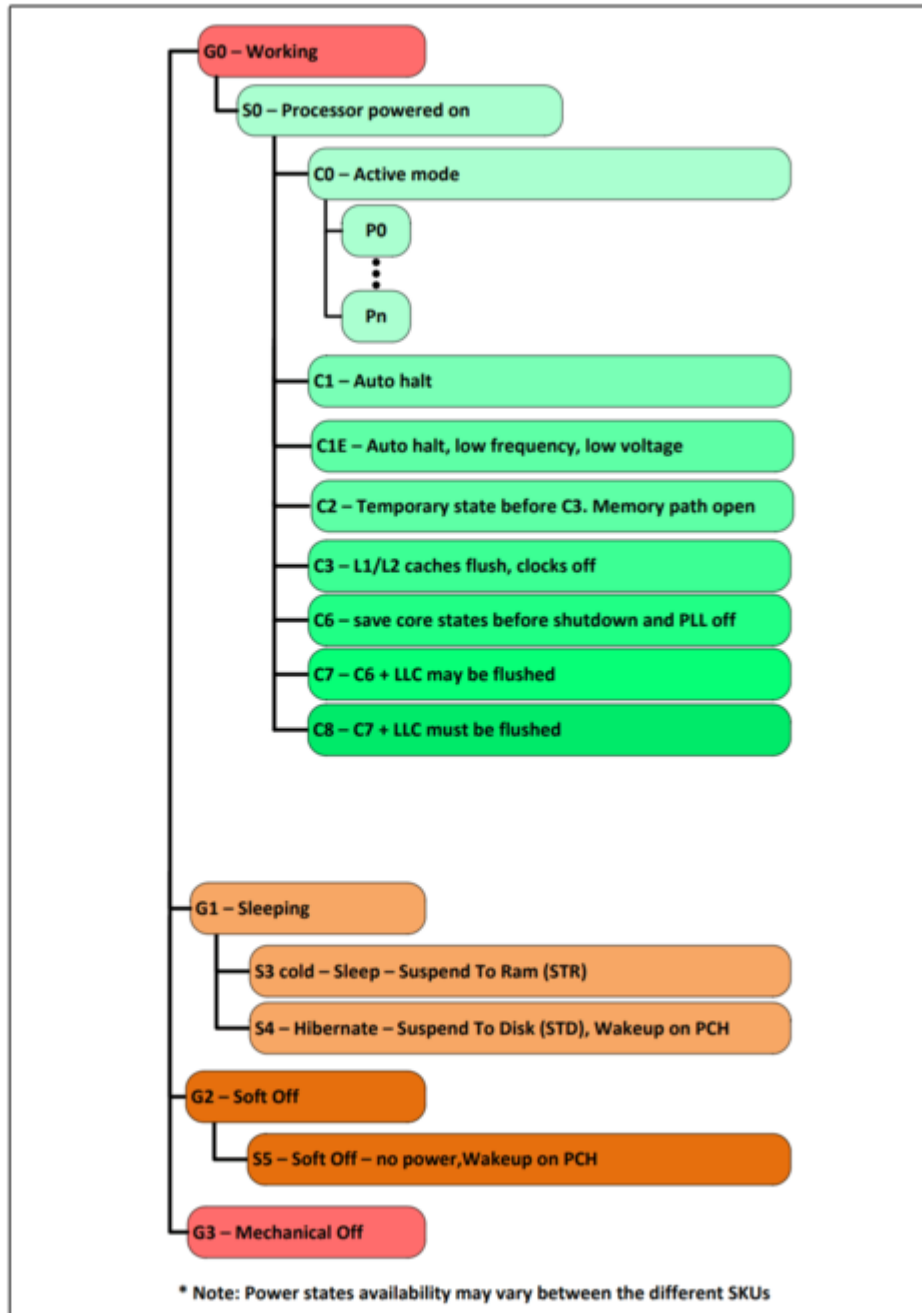 G0 – Working
S0 – Processor powered on
C0 – Active mode
P0
Pn
C1 – Auto halt
C1E – Auto halt, low frequency, low voltage
C2 – Temporary state before C3. Memory path open
C3 – L1/L2 caches flush, clocks off
C6 – save core states before shutdown and PLL off
C7 – C6 + LLC may be flushed
C8 – C7 + LLC must be flushed
G1 – Sleeping
S3 cold – Sleep – Suspend To Ram (STR)
S4 – Hibernate – Suspend To Disk (STD), Wakeup on PCH
G2 – Soft Off
S5 – Soft Off – no power,Wakeup on PCH
G3 – Mechanical Off
* Note: Power states availability may vary between the different SKUs